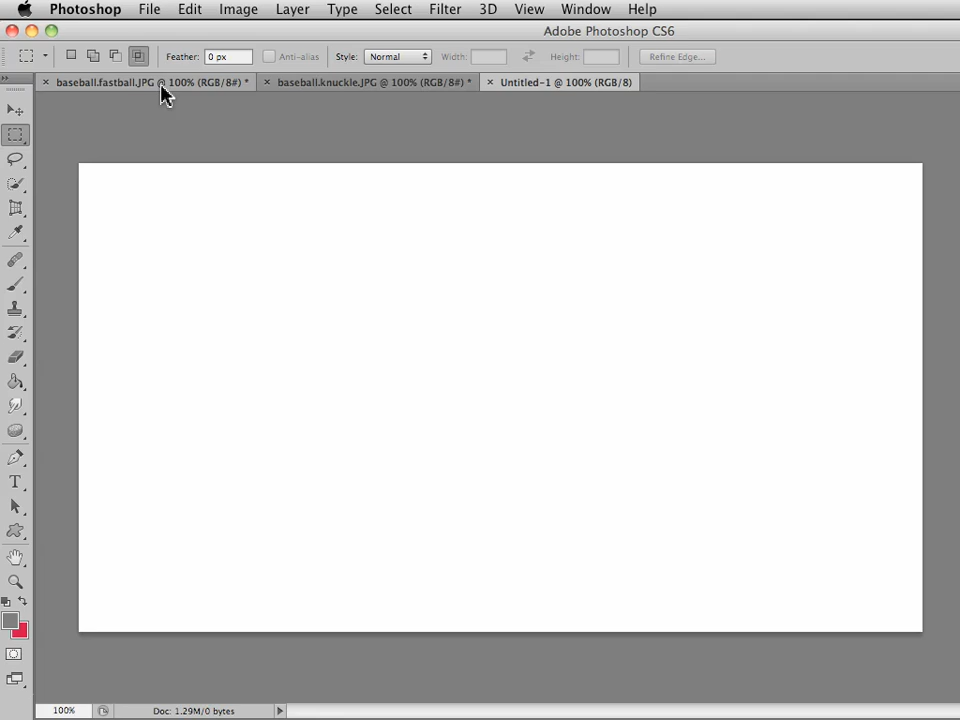 Photoshop File Edit Image Layer Type Select Filter 3D View Window Help
Adobe Photoshop CS6
Feather: 0 px Anti-alias Style: Normal Width: Height: Refine Edge...
baseball.fastball.JPG @ 100% (RGB/8#) * baseball.knuckle.JPG @ 100% (RGB/8#) * Untitled-1 @ 100% (RGB/8)
T
100% Doc: 1.29M/0 bytes